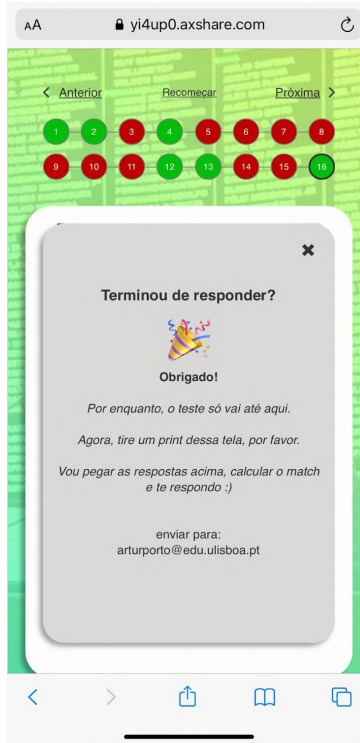 AA yi4up0.axshare.com
Anterior Recomeçar Próxima
1 2 3 4 5 6 7 8
9 10 11 12 13 14 15 16
Terminou de responder?
Obrigado!
Por enquanto, o teste só vai até aqui.
Agora, tire um print dessa tela, por favor.
Vou pegar as respostas acima, calcular o match
e te respondo :)
enviar para:
arturporto@edu.ulisboa.pt